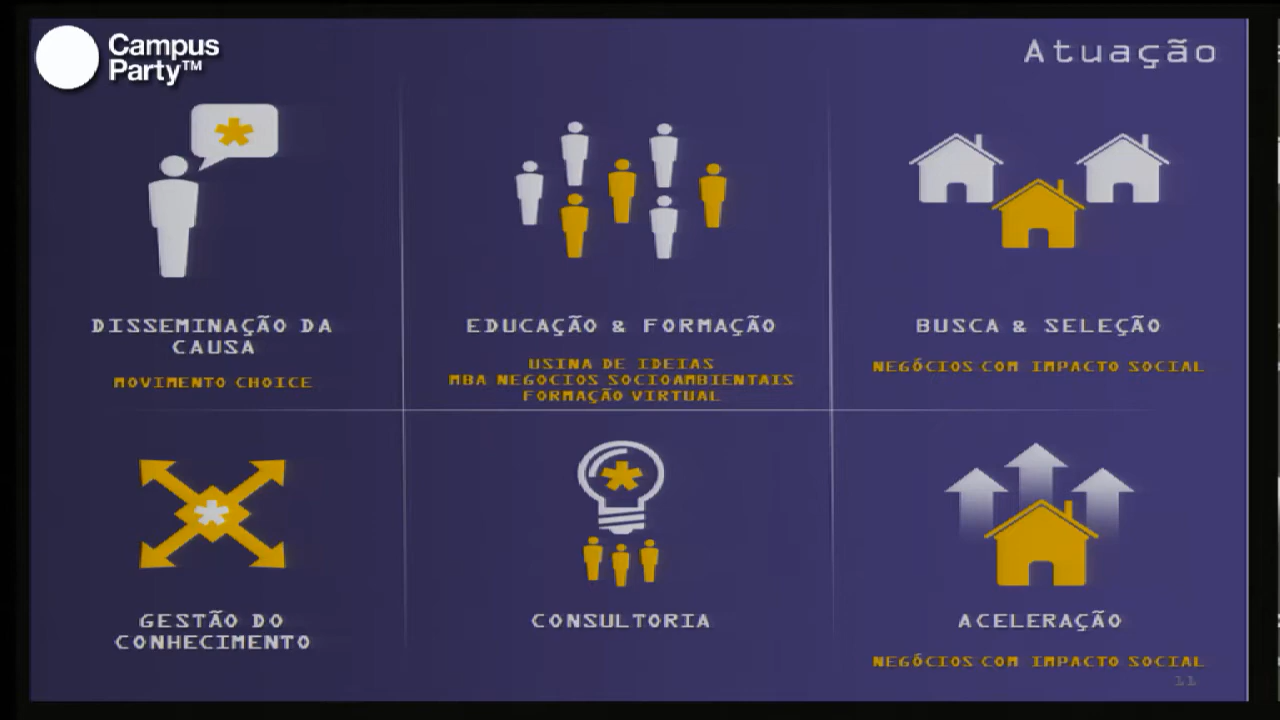 Campus
Party™
Atuação
DISSEMINAÇÃO DA
CAUSA
MOVIMENTO CHOICE
EDUCAÇÃO & FORMAÇÃO
USINA DE IDEIAS
MBA NEGOCIOS SOCIOAMBIENTAIS
FORMAÇÃO VIRTUAL
BUSCA & SELEÇÃO
NEGÓCIOS COM IMPACTO SOCIAL
GESTÃO DO
CONHECIMENTO
CONSULTORIA
ACELERAÇÃO
NEGÓCIOS COM IMPACTO SOCIAL
11